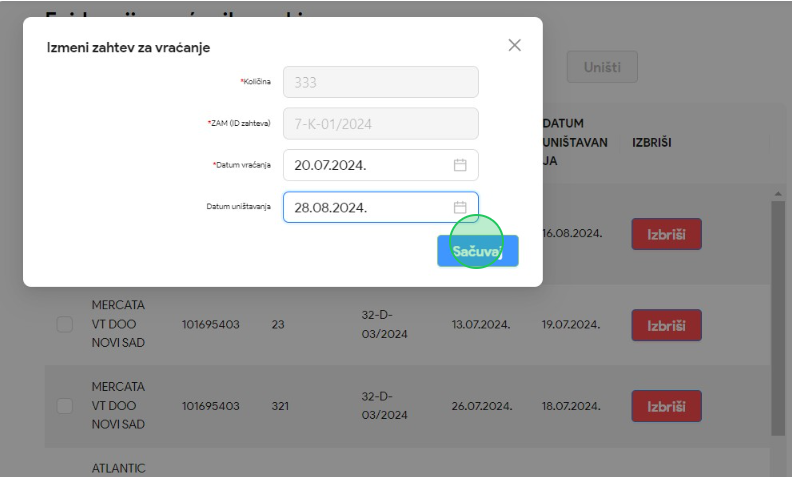 Izmeni zahtev za vraćanje
*Količina
333
*ZAM (ID zahteva)
7-K-01/2024
*Datum vraćanja
20.07.2024.
Datum uništavanja
28.08.2024.
Sačuvaj
Uništi
DATUM
UNIŠTAVAN
JA
IZBRIŠI
16.08.2024.
Izbriši
MERCATA
VT DOO
NOVI SAD
101695403
23
32-D-
03/2024
13.07.2024.
19.07.2024.
Izbriši
MERCATA
VT DOO
NOVI SAD
101695403
321
32-D-
03/2024
26.07.2024.
18.07.2024.
Izbriši
ATLANTIC